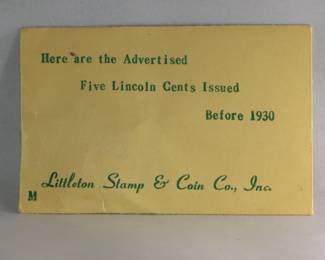 Here are the Advertised
Five Lincoln Cents Issued
Before 1930
Littleton Stamp & Coin Co., Inc.
M